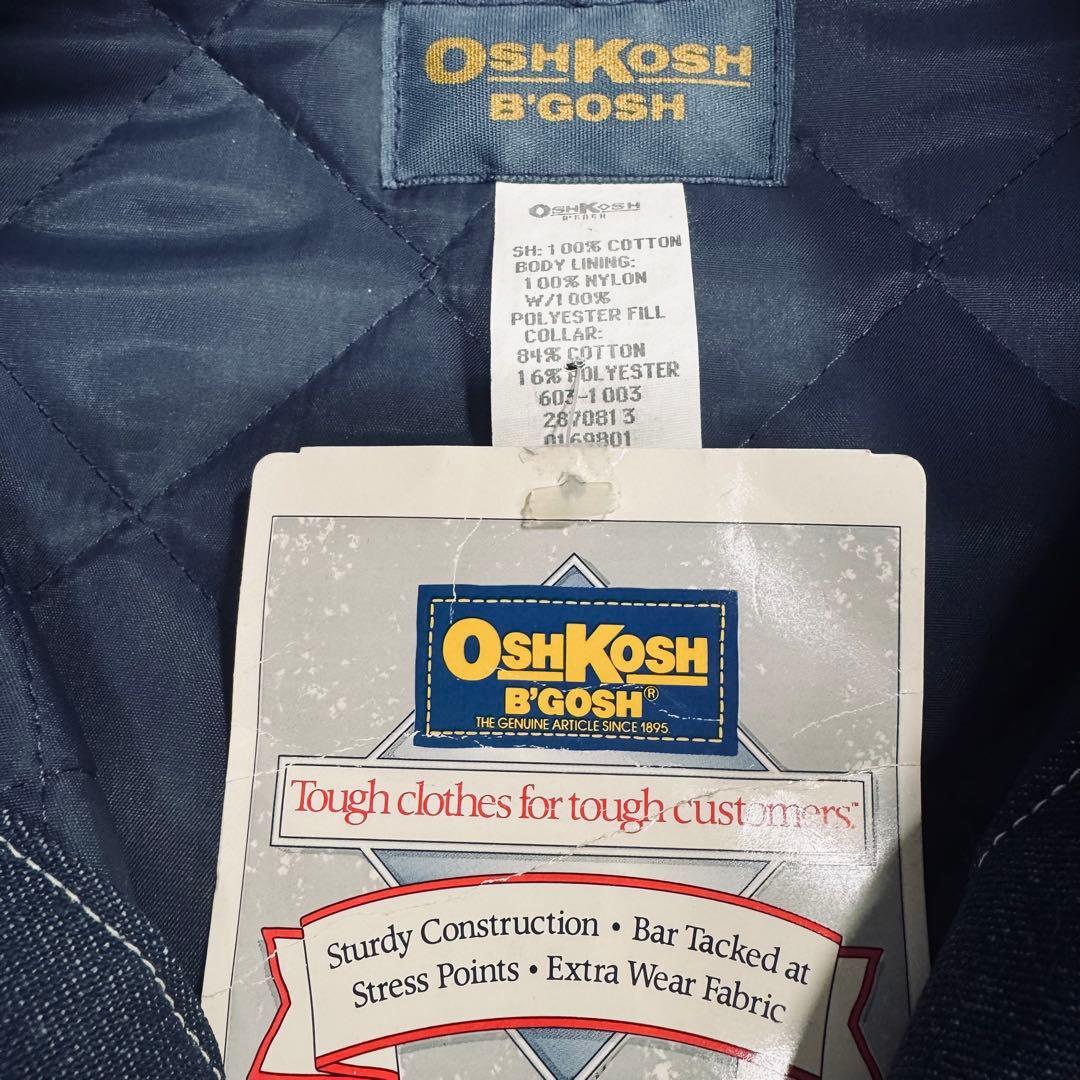 OSHKOSH
B'GOSH
OSHKOSH
B'GOSH
SH: 100% COTTON
BODY LINING:
100% NYLON
W/100%
POLYESTER FILL
COLLAR:
84% COTTON
16% POLYESTER
603-1003
2870813
0169801
OSHKOSH
B'GOSH®
THE GENUINE ARTICLE SINCE 1895.
Tough clothes for tough customers.™
Sturdy Construction • Bar Tacked at
Stress Points • Extra Wear Fabric